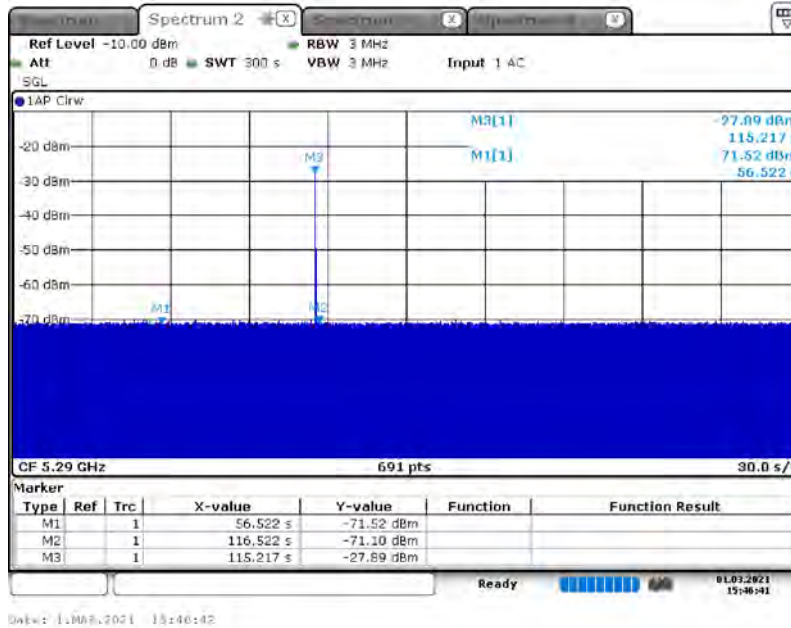 Spectrum 2
Ref Level -10.00 dBm RBW 3 MHz
Att 0 dB SWT 300 s VBW 3 MHz Input 1 AC
SGL
1AP Clrw
M3[1] -27.89 dBm
115.217
M1[1] 71.52 dBm
56.522
-20 dBm
M3
-30 dBm
-40 dBm
-50 dBm
-60 dBm
M1 M2
-70 dBm
CF 5.29 GHz 691 pts 30.0 s/
Marker
Type Ref Trc X-value Y-value Function Function Result
M1 1 56.522 s -71.52 dBm
M2 1 116.522 s -71.10 dBm
M3 1 115.217 s -27.89 dBm
Ready 01.03.2021
15:46:41
Date: 1.MAR.2021 15:46:42